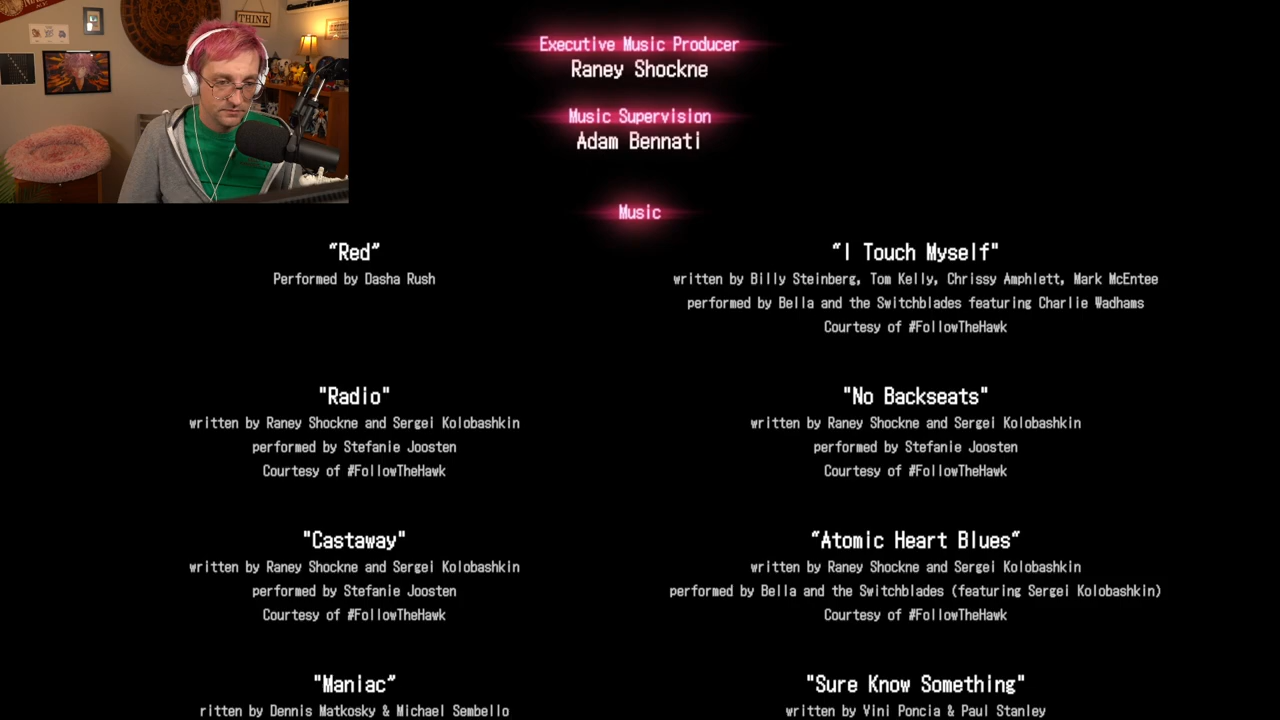 THINK
Executive Music Producer
Raney Shockne
Music Supervision
Adam Bennati
Music
"Red"
Performed by Dasha Rush
"I Touch Myself"
written by Billy Steinberg, Tom Kelly, Chrissy Amphlett, Mark McEntee
performed by Bella and the Switchblades featuring Charlie Wadhams
Courtesy of #FollowTheHawk
"Radio"
written by Raney Shockne and Sergei Kolobashkin
performed by Stefanie Joosten
Courtesy of #FollowTheHawk
"No Backseats"
written by Raney Shockne and Sergei Kolobashkin
performed by Stefanie Joosten
Courtesy of #FollowTheHawk
"Castaway"
written by Raney Shockne and Sergei Kolobashkin
performed by Stefanie Joosten
Courtesy of #FollowTheHawk
"Atomic Heart Blues"
written by Raney Shockne and Sergei Kolobashkin
performed by Bella and the Switchblades (featuring Sergei Kolobashkin)
Courtesy of #FollowTheHawk
"Maniac"
ritten by Dennis Matkosky & Michael Sembello
"Sure Know Something"
written by Vini Poncia & Paul Stanley